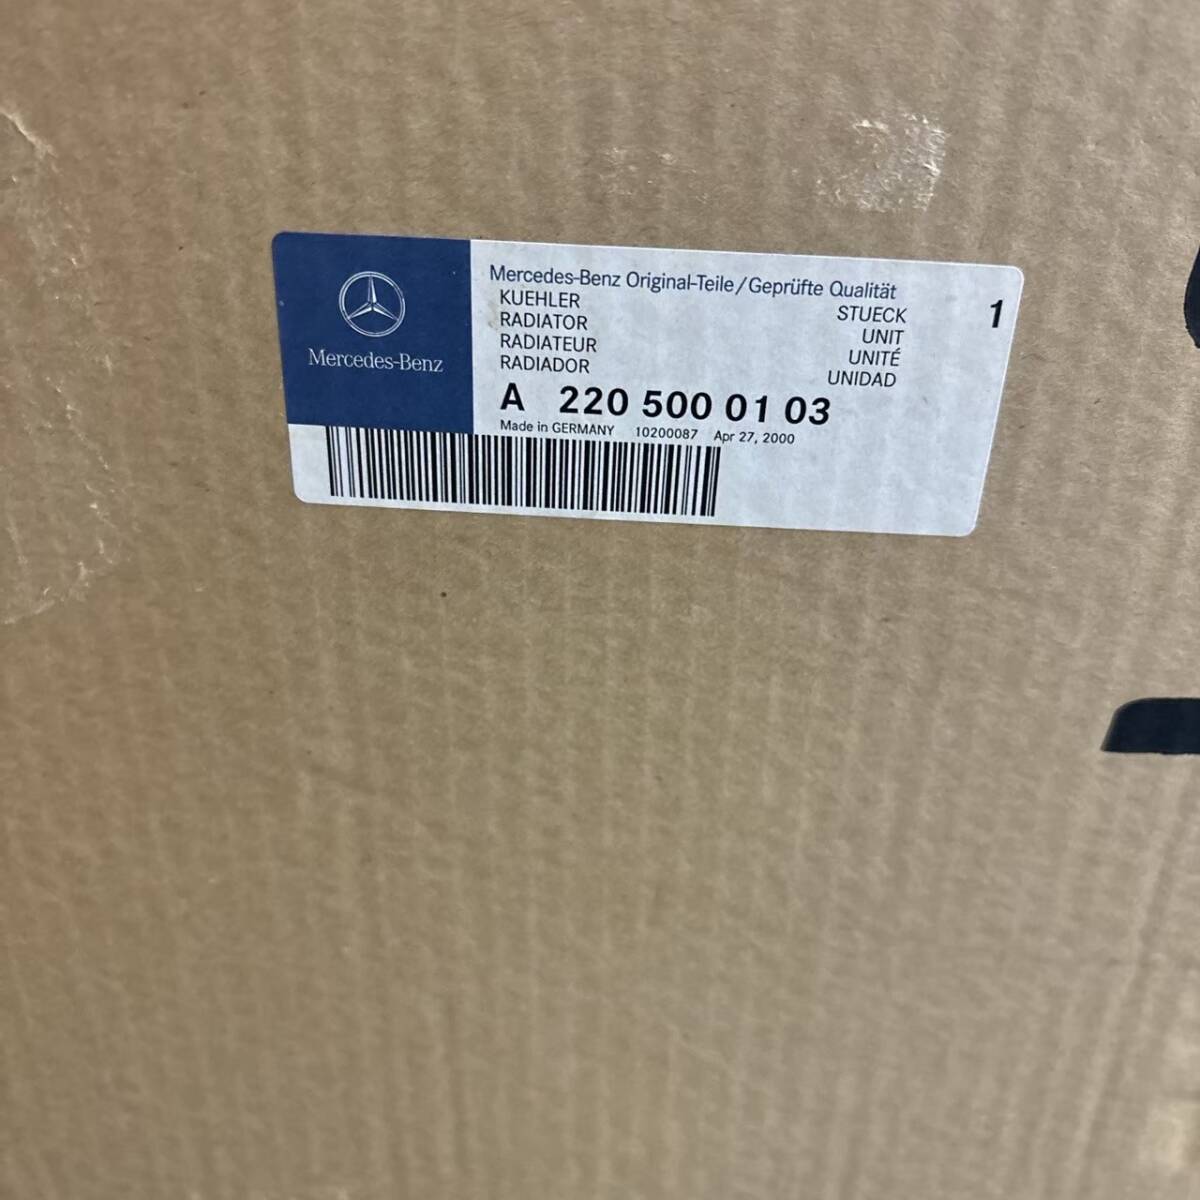 Mercedes-Benz
Mercedes-Benz Original-Teile/Geprüfte Qualität
KUEHLER STUECK 1
RADIATOR UNIT
RADIATEUR UNITÉ
RADIADOR UNIDAD
A 220 500 01 03
Made in GERMANY 10200087 Apr 27, 2000